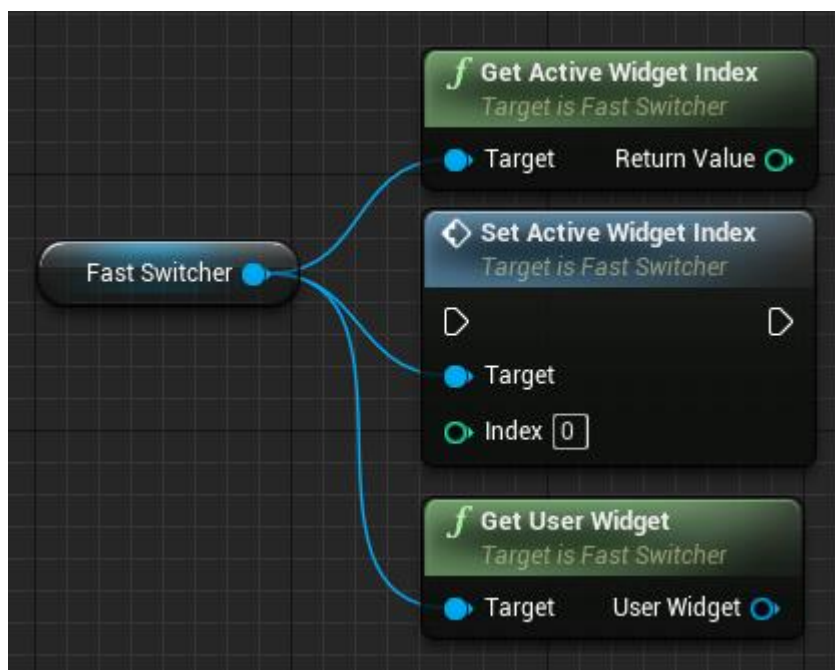 Get Active Widget Index
Target is Fast Switcher
Target Return Value
Fast Switcher
Set Active Widget Index
Target is Fast Switcher
Target
Index 0
Get User Widget
Target is Fast Switcher
Target User Widget